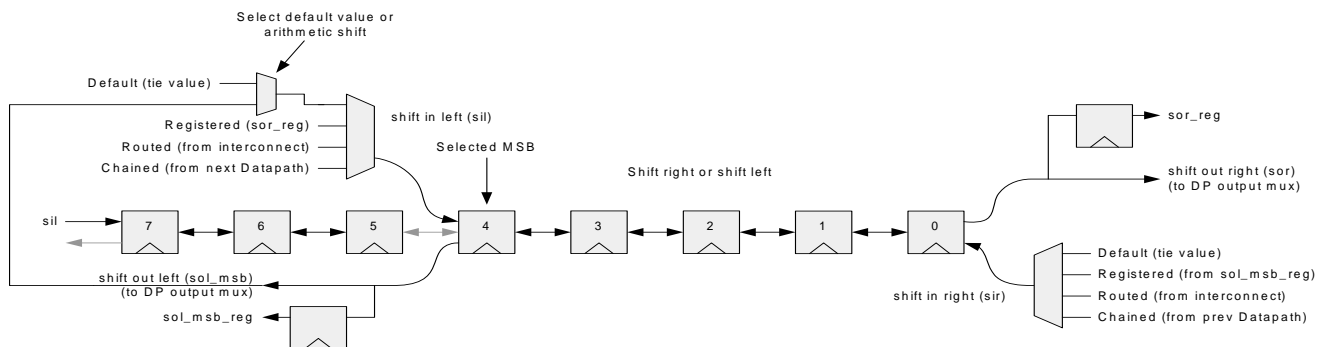 Select default value or
arithmetic shift
Default (tie value)
Registered (sor_reg)
Routed (from interconnect)
Chained (from next Datapath)
shift in left (sil)
Selected MSB
Shift right or shift left
sor_reg
shift out right (sor)
(to DP output mux)
sil
7
6
5
4
3
2
1
0
shift out left (sol_msb)
(to DP output mux)
sol_msb_reg
shift in right (sir)
Default (tie value)
Registered (from sol_msb_reg)
Routed (from interconnect)
Chained (from prev Datapath)